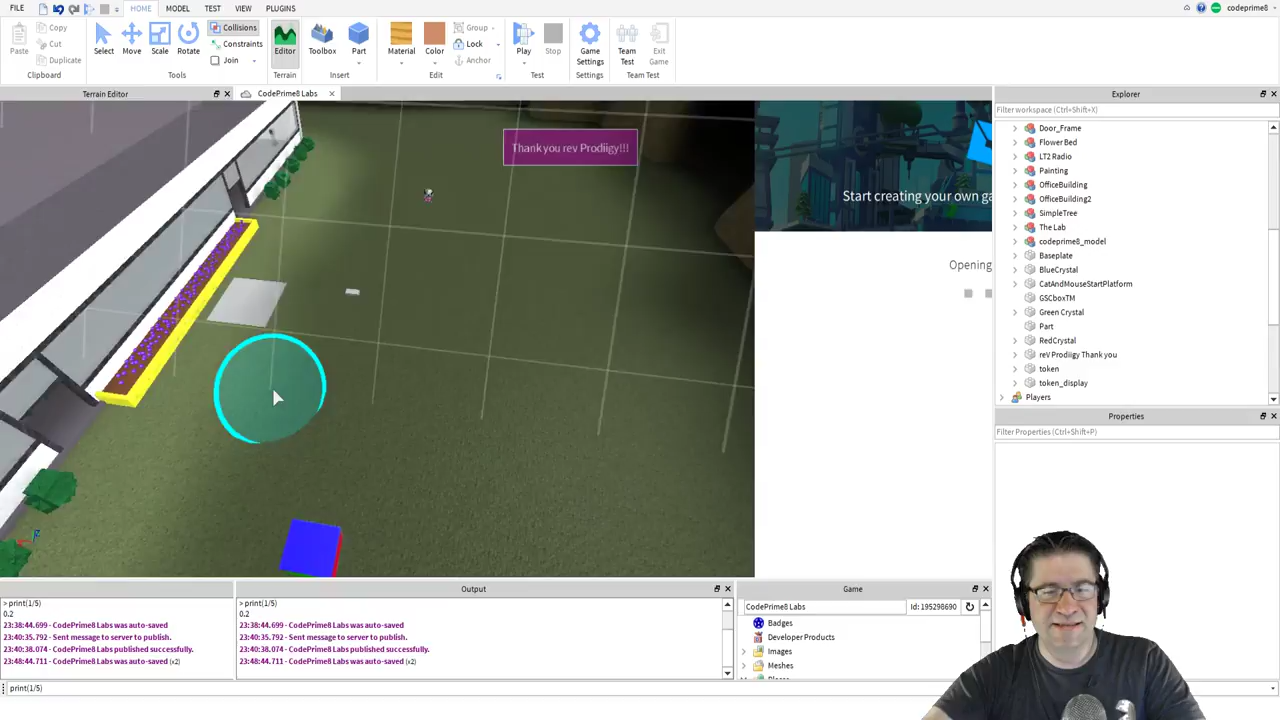 FILE HOME MODEL TEST VIEW PLUGINS codeprime8
Copy Collisions Group
Cut Constraints Lock
Paste Duplicate Select Move Scale Rotate Join Editor Toolbox Part Material Color Anchor Play Stop Game Settings Team Test Exit Game
Clipboard Tools Terrain Insert Edit Test Settings Team Test
Terrain Editor CodePrime8 Labs Explorer
Filter workspace (Ctrl+Shift+X)
Door_Frame
Flower Bed
LT2 Radio
Painting
OfficeBuilding
OfficeBuilding2
SimpleTree
The Lab
codeprime8_model
Baseplate
BlueCrystal
CatAndMouseStartPlatform
GSCboxTM
Green Crystal
Part
RedCrystal
reV Prodiigy Thank you
token
token_display
Players
Thank you rev Prodiigy!!!
Start creating your own ga
Opening
Properties
Filter Properties (Ctrl+Shift+P)
Output
> print(1/5)
0.2
23:38:44.699 - CodePrime8 Labs was auto-saved
23:40:35.792 - Sent message to server to publish.
23:40:38.074 - CodePrime8 Labs published successfully.
23:48:44.711 - CodePrime8 Labs was auto-saved (x2)
> print(1/5)
0.2
23:38:44.699 - CodePrime8 Labs was auto-saved
23:40:35.792 - Sent message to server to publish.
23:40:38.074 - CodePrime8 Labs published successfully.
23:48:44.711 - CodePrime8 Labs was auto-saved (x2)
Game
CodePrime8 Labs Id: 195298690
Badges
Developer Products
Images
Meshes
print(1/5)